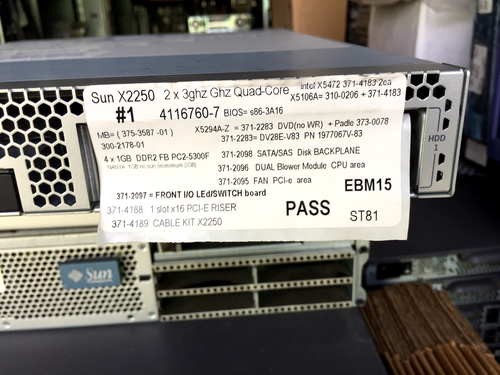 Sun X2250 2 x 3ghz Ghz Quad-Core intel X5472 371-4183 2ea
#1 4116760-7 BIOS= s86-3A16 X5106A= 310-0206 + 371-4183
MB= ( 375-3587 -01 ) X5294A-Z = 371-2283 DVD(no WR) + Padle 373-0078
300-2178-01 371-2283= DV28E-V83 PN 1977067V-83
4 x 1GB DDR2 FB PC2-5300F 371-2098 SATA/SAS Disk BACKPLANE
371-2096 DUAL Blower Module CPU area
371-2095 FAN PCI-e area
371-2097 = FRONT I/O LEd/SWITCH board EBM15
371-4188 1 slot x16 PCI-E RISER PASS ST81
371-4189 CABLE KIT X2250
HDD
1
Sun